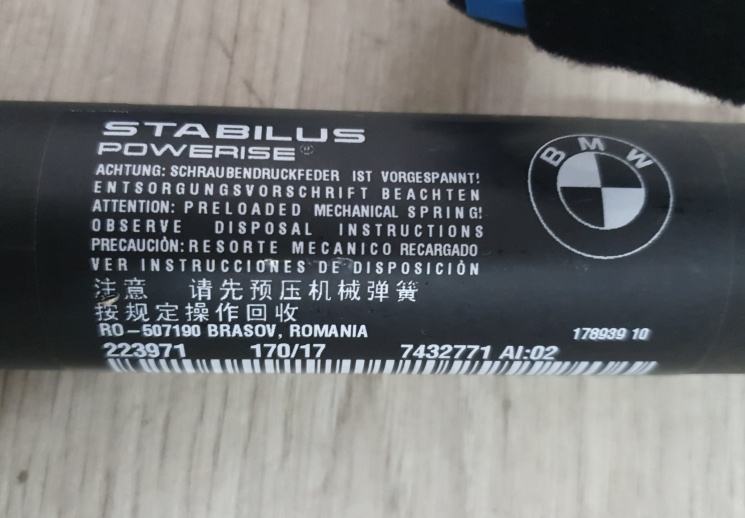 STABILUS
POWERISE®
ACHTUNG: SCHRAUBENDRUCKFEDER IST VORGESPANNT!
ENTSORGUNGSVORSCHRIFT BEACHTEN
ATTENTION: PRELOADED MECHANICAL SPRING!
OBSERVE DISPOSAL INSTRUCTIONS
PRECAUCIÓN: RESORTE MECANICO RECARGADO
VER INSTRUCCIONES DE DISPOSICIÓN
注意 请先预压机械弹簧
按规定操作回收
RO-507190 BRASOV, ROMANIA
178939 10
223971 170/17 7432771 AI:02
BMW